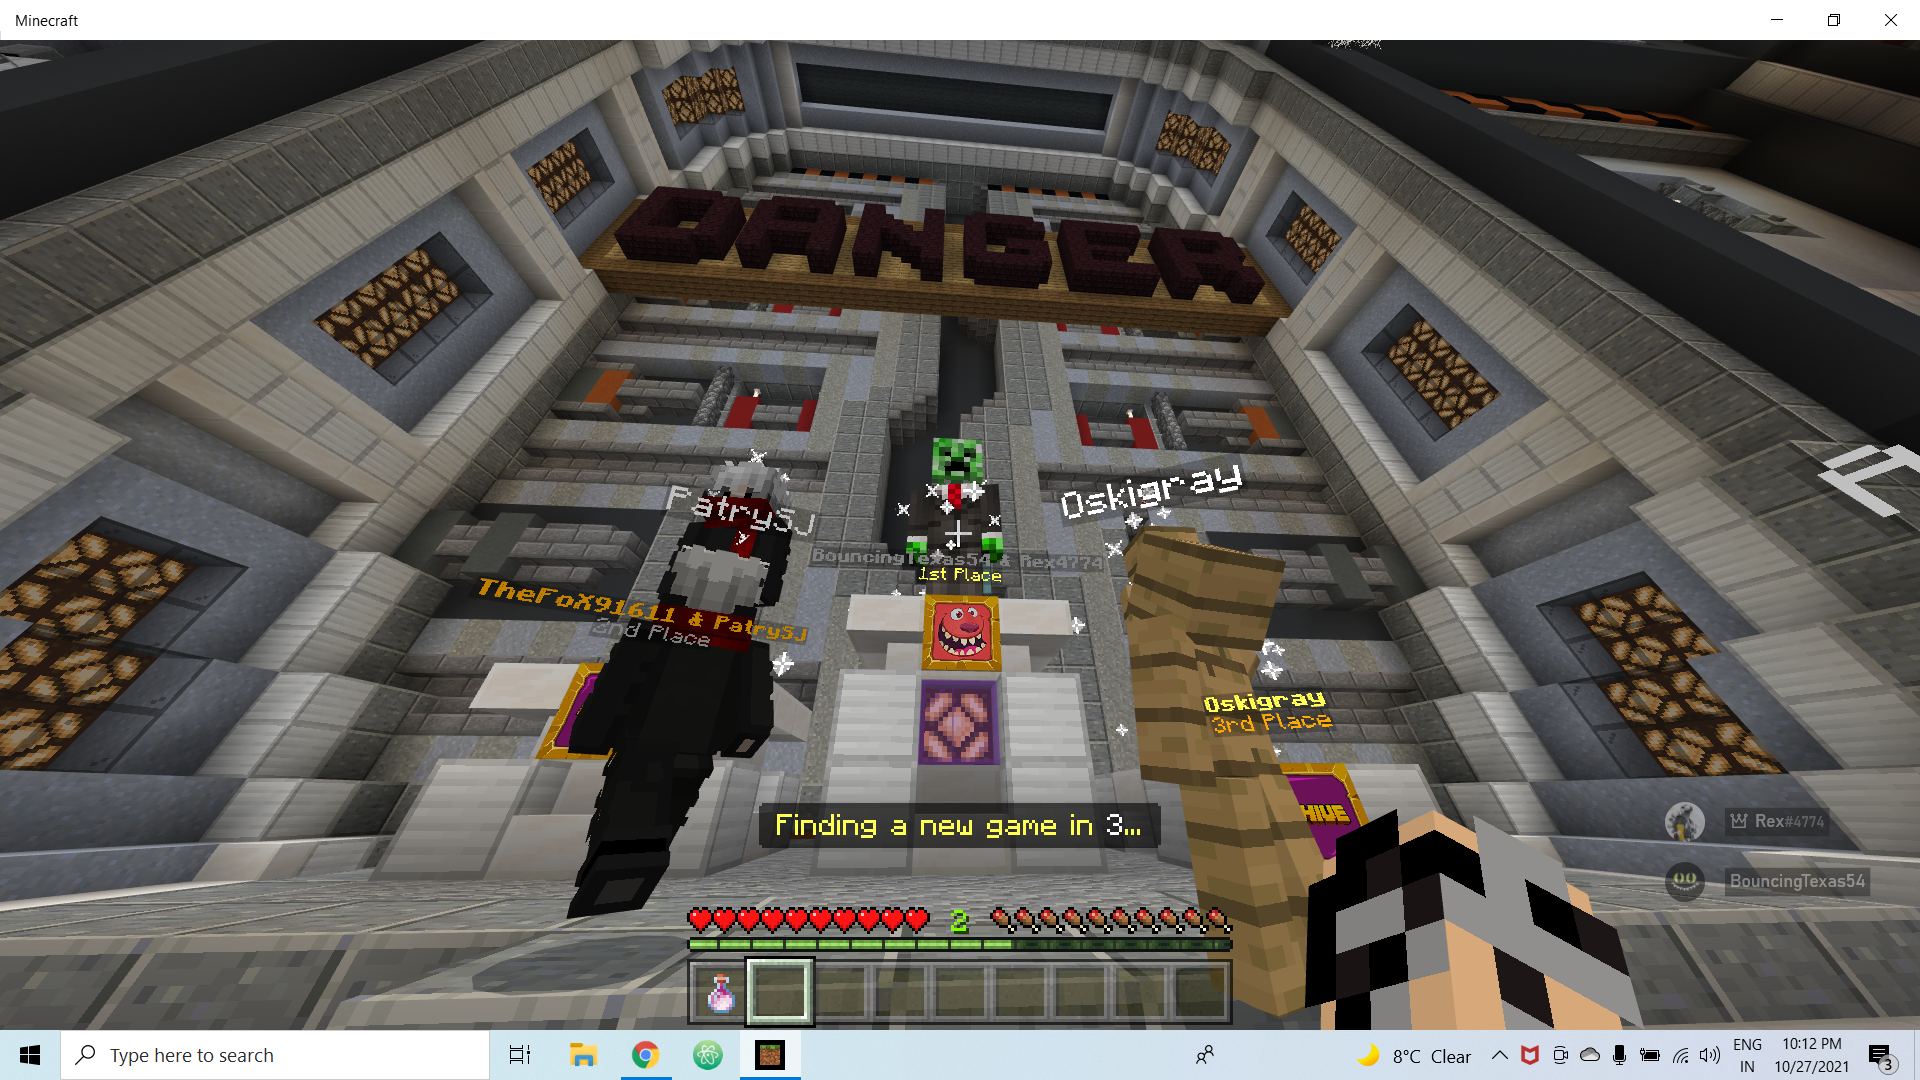 Minecraft
DANGER
PatrySJ
Oskigray
BouncingTexas54 & Rex4774
1st Place
TheFoX91611 & PatrySJ
2nd Place
Oskigray
3rd Place
HIVE
Finding a new game in 3...
Rex#4774
BouncingTexas54
2
Type here to search
8°C Clear
ENG
IN
10:12 PM
10/27/2021
3